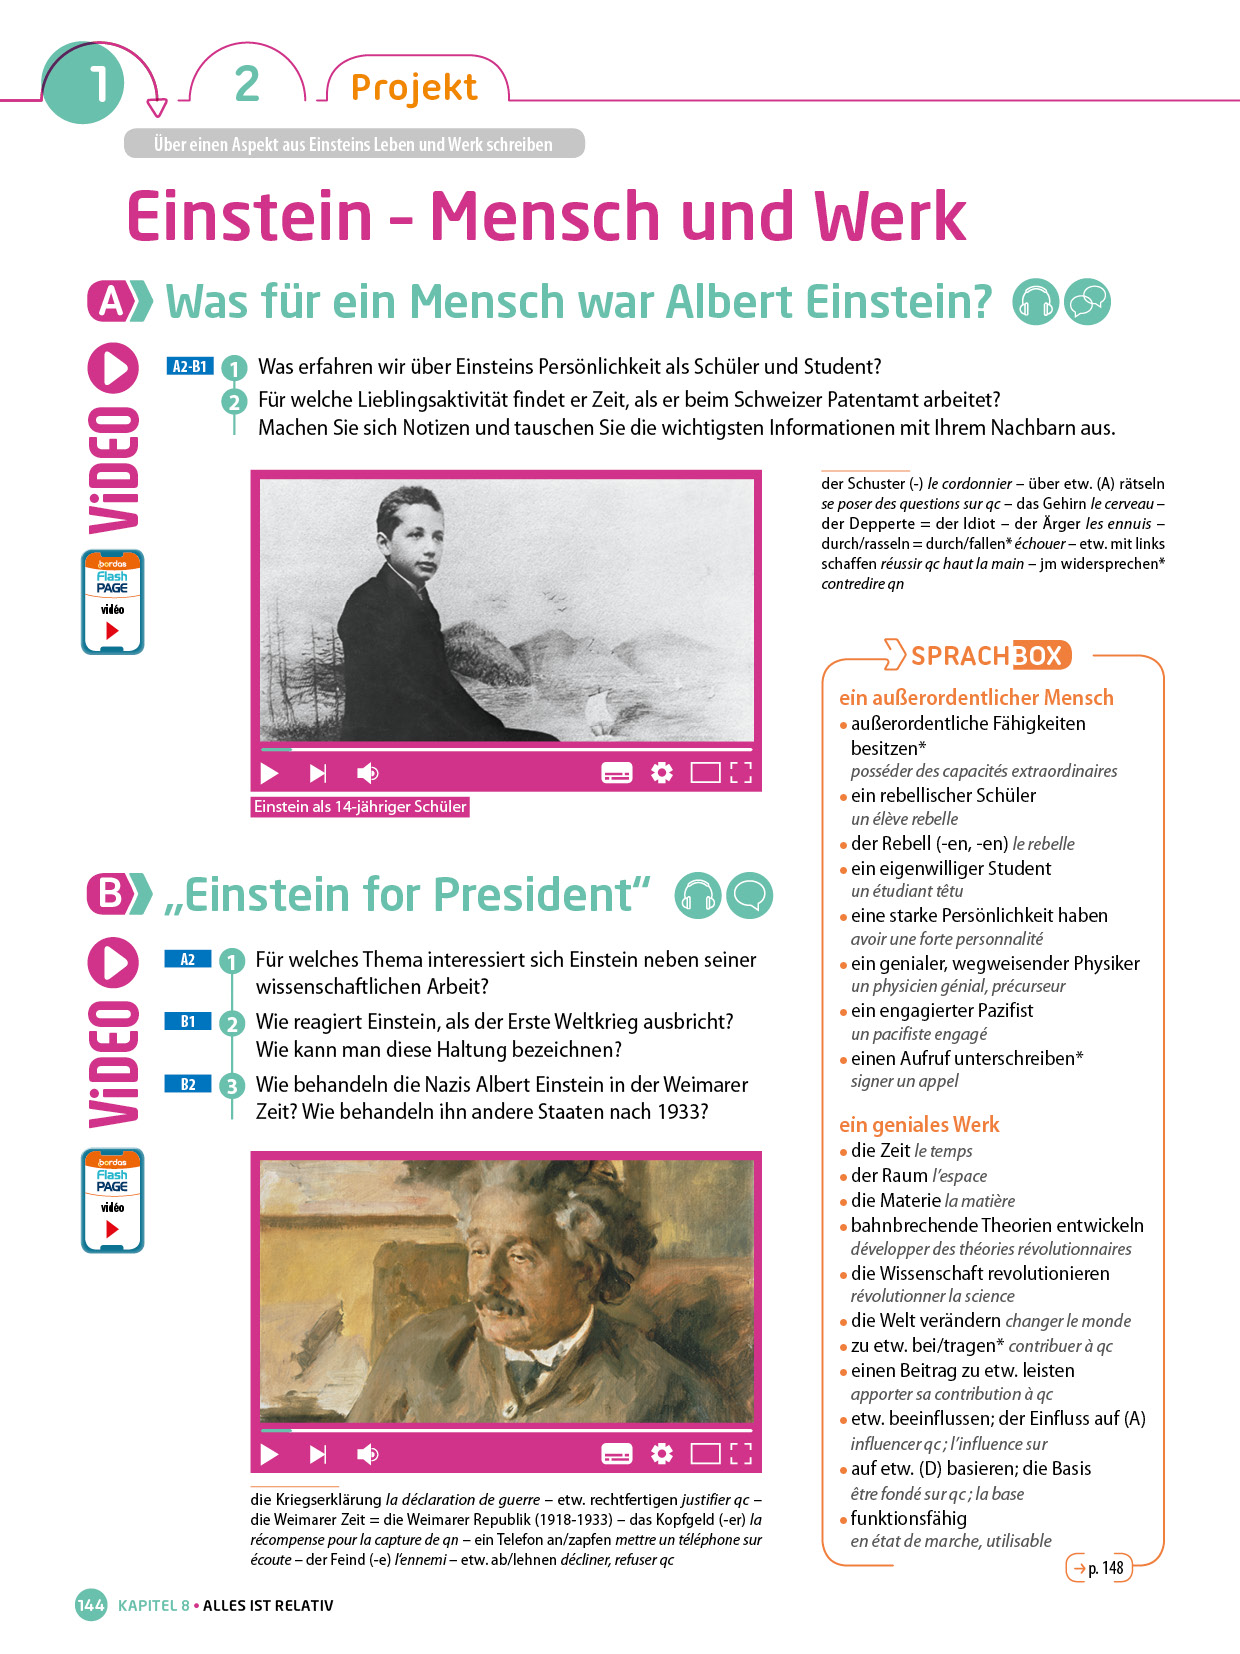 1
2
Projekt
Über einen Aspekt aus Einsteins Leben und Werk schreiben
Einstein – Mensch und Werk
A Was für ein Mensch war Albert Einstein?
ViDEO
bordas
Flash
PAGE
vidéo
A2-B1
1 Was erfahren wir über Einsteins Persönlichkeit als Schüler und Student?
2 Für welche Lieblingsaktivität findet er Zeit, als er beim Schweizer Patentamt arbeitet?
Machen Sie sich Notizen und tauschen Sie die wichtigsten Informationen mit Ihrem Nachbarn aus.
Einstein als 14-jähriger Schüler
der Schuster (-) le cordonnier – über etw. (A) rätseln
se poser des questions sur qc – das Gehirn le cerveau –
der Depperte = der Idiot – der Ärger les ennuis –
durch/rasseln = durch/fallen* échouer – etw. mit links
schaffen réussir qc haut la main – jm widersprechen*
contredire qn
B „Einstein for President“
ViDEO
bordas
Flash
PAGE
vidéo
A2
1 Für welches Thema interessiert sich Einstein neben seiner
wissenschaftlichen Arbeit?
B1
2 Wie reagiert Einstein, als der Erste Weltkrieg ausbricht?
Wie kann man diese Haltung bezeichnen?
B2
3 Wie behandeln die Nazis Albert Einstein in der Weimarer
Zeit? Wie behandeln ihn andere Staaten nach 1933?
die Kriegserklärung la déclaration de guerre – etw. rechtfertigen justifier qc –
die Weimarer Zeit = die Weimarer Republik (1918-1933) – das Kopfgeld (-er) la
récompense pour la capture de qn – ein Telefon an/zapfen mettre un téléphone sur
écoute – der Feind (-e) l’ennemi – etw. ab/lehnen décliner, refuser qc
SPRACHBOX
ein außerordentlicher Mensch
• außerordentliche Fähigkeiten
besitzen*
posséder des capacités extraordinaires
• ein rebellischer Schüler
un élève rebelle
• der Rebell (-en, -en) le rebelle
• ein eigenwilliger Student
un étudiant têtu
• eine starke Persönlichkeit haben
avoir une forte personnalité
• ein genialer, wegweisender Physiker
un physicien génial, précurseur
• ein engagierter Pazifist
un pacifiste engagé
• einen Aufruf unterschreiben*
signer un appel
ein geniales Werk
• die Zeit le temps
• der Raum l’espace
• die Materie la matière
• bahnbrechende Theorien entwickeln
développer des théories révolutionnaires
• die Wissenschaft revolutionieren
révolutionner la science
• die Welt verändern changer le monde
• zu etw. bei/tragen* contribuer à qc
• einen Beitrag zu etw. leisten
apporter sa contribution à qc
• etw. beeinflussen; der Einfluss auf (A)
influencer qc ; l’influence sur
• auf etw. (D) basieren; die Basis
être fondé sur qc ; la base
• funktionsfähig
en état de marche, utilisable
→ p. 148
144 KAPITEL 8 • ALLES IST RELATIV